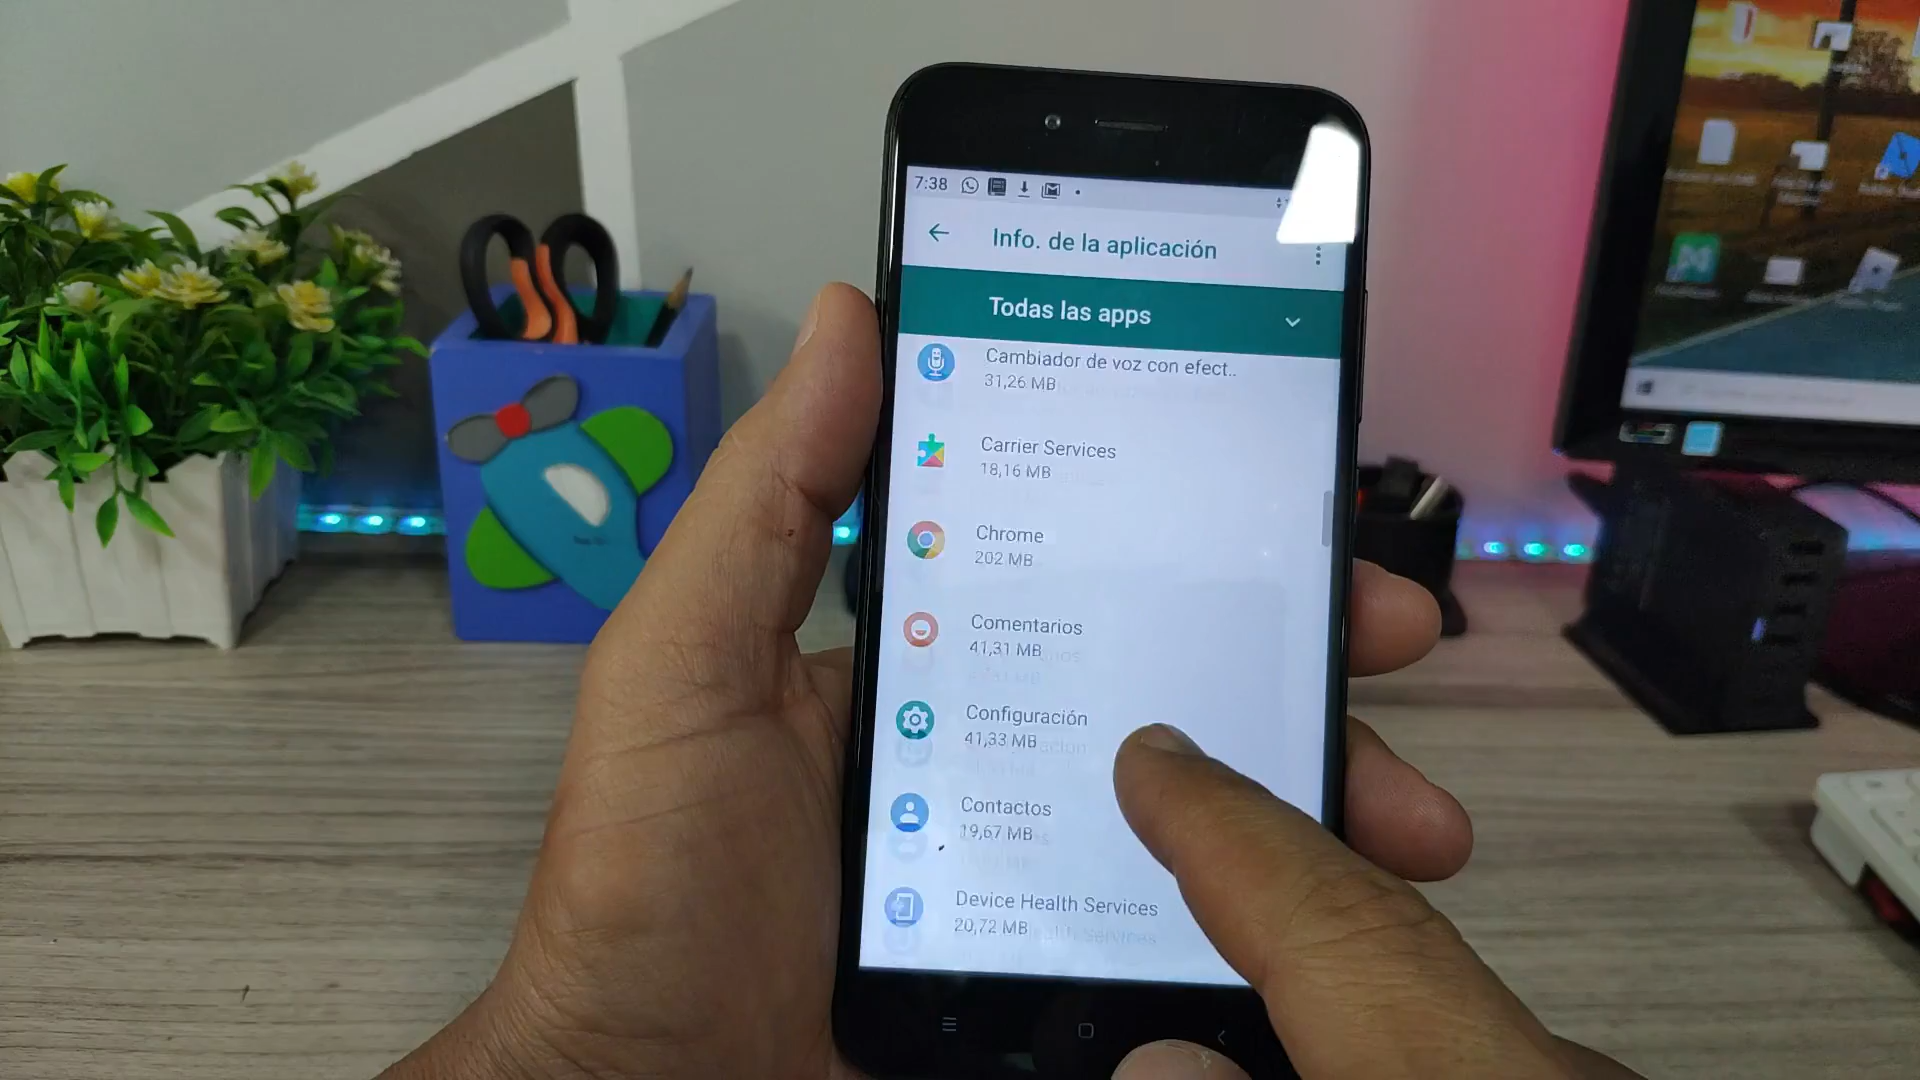 7:38
Info. de la aplicación
Todas las apps
Cambiador de voz con efect..
31,26 MB
Carrier Services
18,16 MB
Chrome
202 MB
Comentarios
41,31 MB
Configuración
41,33 MB
Contactos
19,67 MB
Device Health Services
20,72 MB